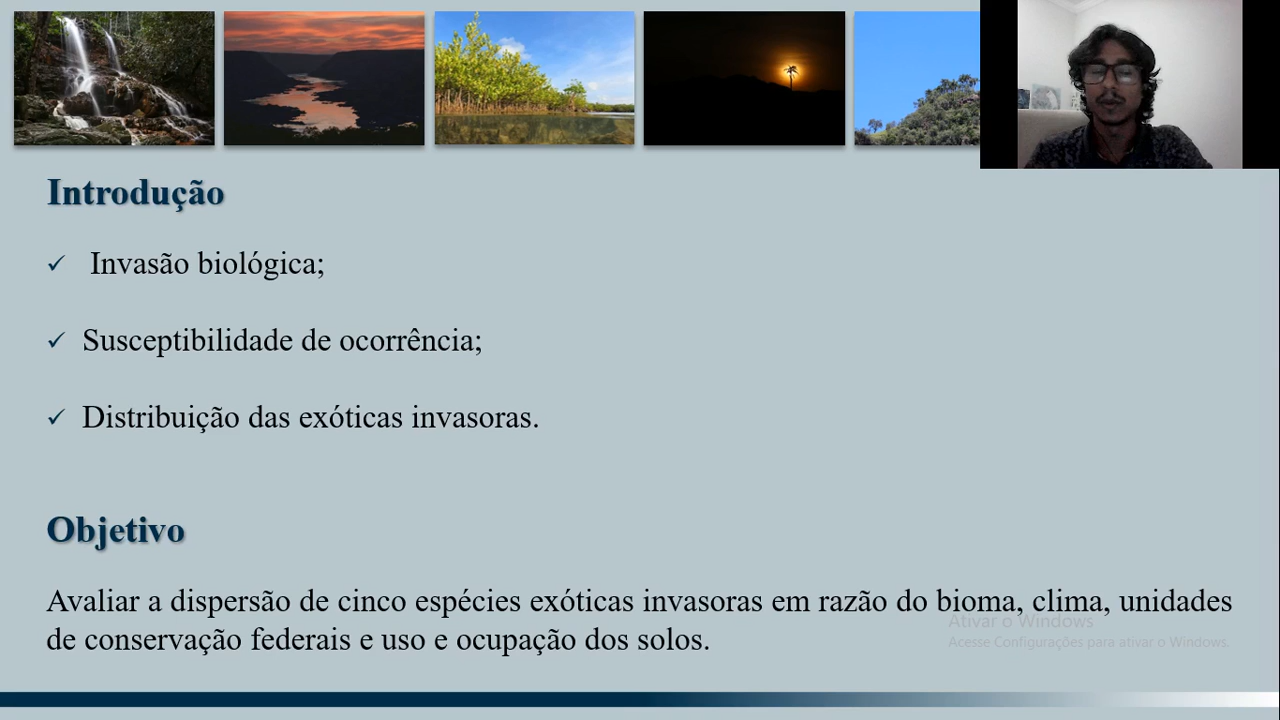 Introdução
✓ Invasão biológica;
✓ Susceptibilidade de ocorrência;
✓ Distribuição das exóticas invasoras.
Objetivo
Avaliar a dispersão de cinco espécies exóticas invasoras em razão do bioma, clima, unidades
de conservação federais e uso e ocupação dos solos.
Ativar o Windows
Acesse Configurações para ativar o Windows.